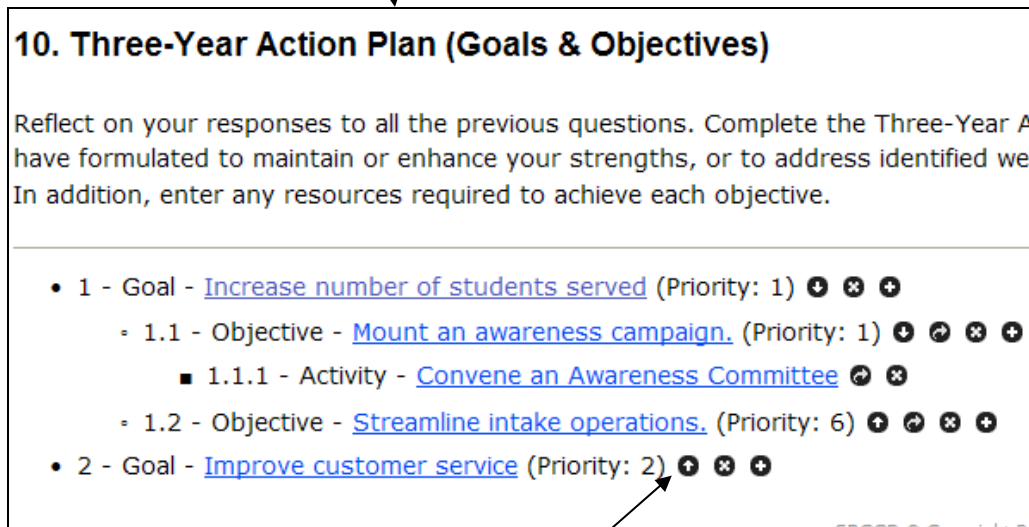 10. Three-Year Action Plan (Goals & Objectives)
Reflect on your responses to all the previous questions. Complete the Three-Year A
have formulated to maintain or enhance your strengths, or to address identified we
In addition, enter any resources required to achieve each objective.
• 1 - Goal - Increase number of students served (Priority: 1)
◦ 1.1 - Objective - Mount an awareness campaign. (Priority: 1)
■ 1.1.1 - Activity - Convene an Awareness Committee
◦ 1.2 - Objective - Streamline intake operations. (Priority: 6)
• 2 - Goal - Improve customer service (Priority: 2)